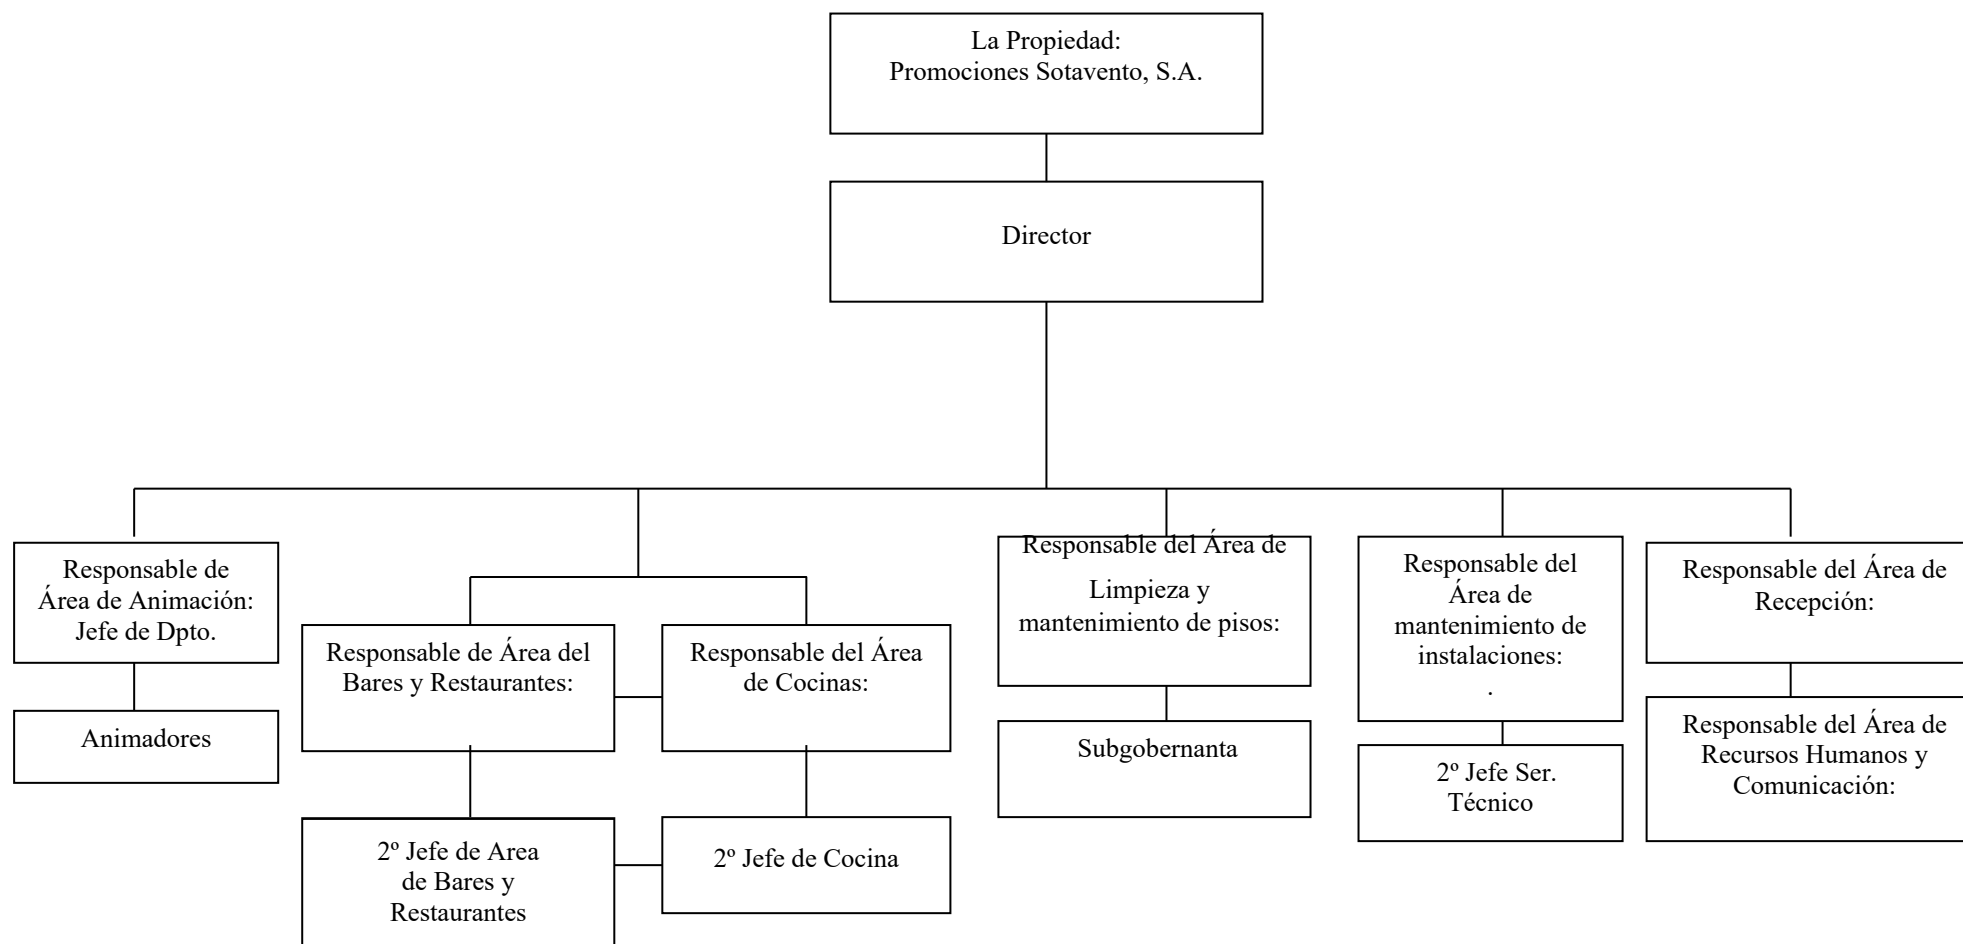 La Propiedad:
Promociones Sotavento, S.A.
Director
Responsable de
Área de Animación:
Jefe de Dpto.
Animadores
Responsable de Área del
Bares y Restaurantes:
2º Jefe de Area
de Bares y
Restaurantes
Responsable del Área
de Cocinas:
2º Jefe de Cocina
Responsable del Área de
Limpieza y
mantenimiento de pisos:
Subgobernanta
Responsable del
Área de
mantenimiento de
instalaciones:
.
2º Jefe Ser.
Técnico
Responsable del Área de
Recepción:
Responsable del Área de
Recursos Humanos y
Comunicación: